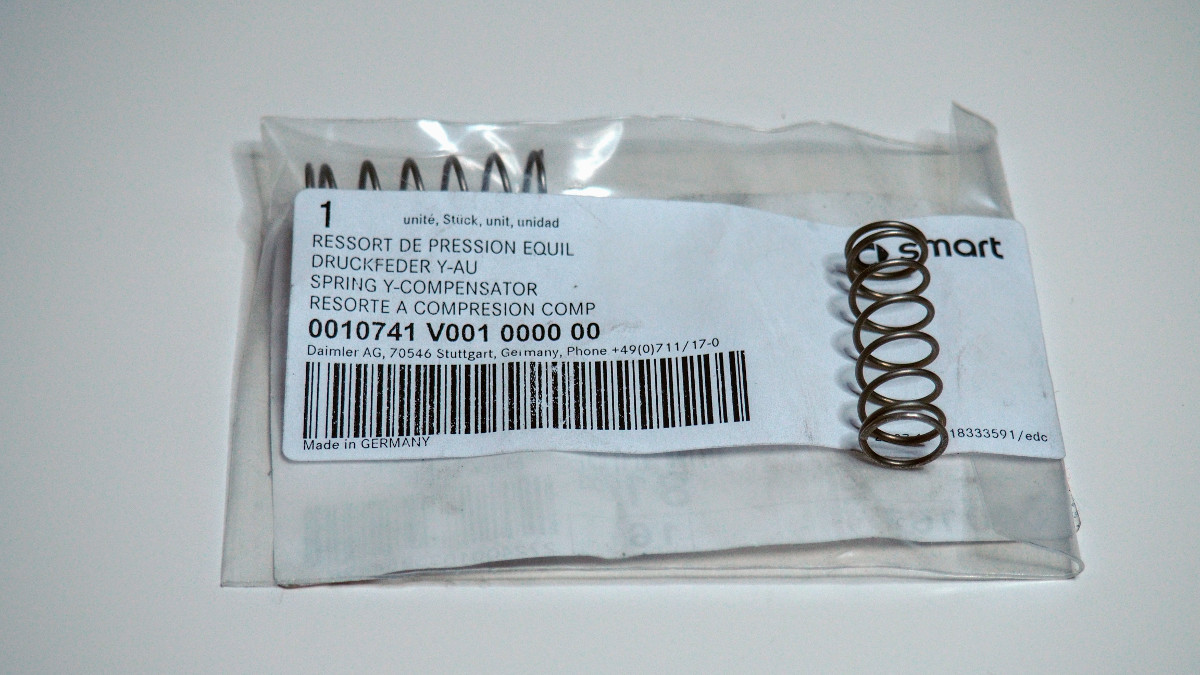 1 unité, Stück, unit, unidad
smart
RESSORT DE PRESSION EQUIL
DRUCKFEDER Y-AU
SPRING Y-COMPENSATOR
RESORTE A COMPRESION COMP
0010741 V001 0000 00
Daimler AG, 70546 Stuttgart, Germany, Phone +49(0)711/17-0
Made in GERMANY
18333591/edc